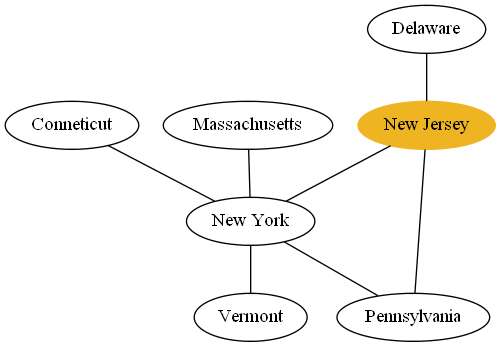 Delaware
Conneticut
Massachusetts
New Jersey
New York
Vermont
Pennsylvania